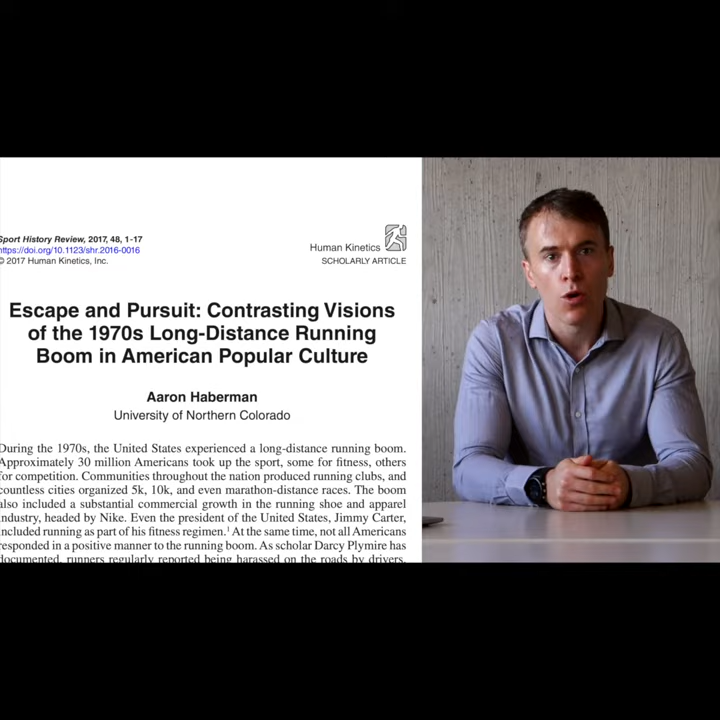 Sport History Review, 2017, 48, 1-17
https://doi.org/10.1123/shr.2016-0016
© 2017 Human Kinetics, Inc.
Human Kinetics
SCHOLARLY ARTICLE
Escape and Pursuit: Contrasting Visions
of the 1970s Long-Distance Running
Boom in American Popular Culture
Aaron Haberman
University of Northern Colorado
During the 1970s, the United States experienced a long-distance running boom.
Approximately 30 million Americans took up the sport, some for fitness, others
for competition. Communities throughout the nation produced running clubs, and
countless cities organized 5k, 10k, and even marathon-distance races. The boom
also included a substantial commercial growth in the running shoe and apparel
industry, headed by Nike. Even the president of the United States, Jimmy Carter,
included running as part of his fitness regimen.¹ At the same time, not all Americans
responded in a positive manner to the running boom. As scholar Darcy Plymire has
documented, runners regularly reported being harassed on the roads by drivers,